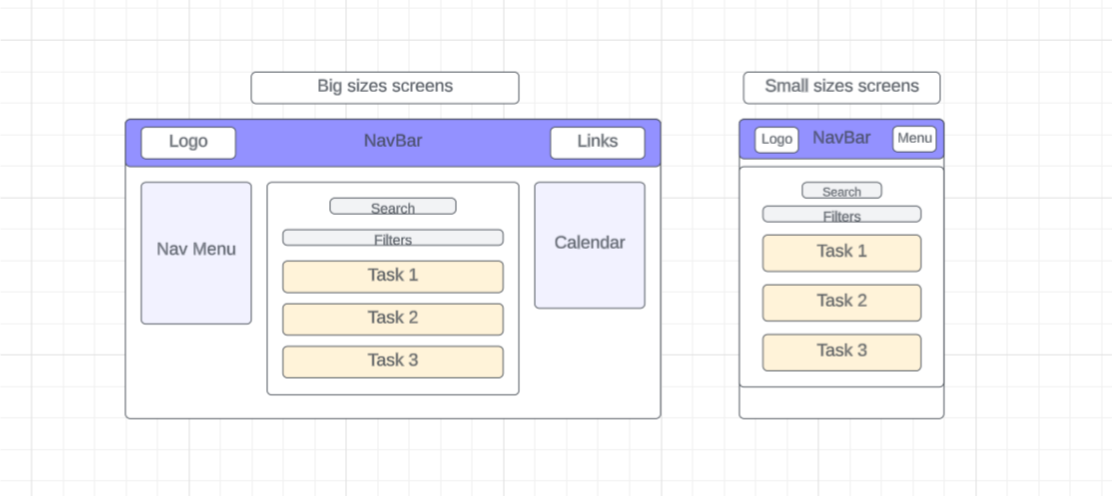 Big sizes screens
Small sizes screens
Logo
NavBar
Links
Nav Menu
Search
Filters
Task 1
Task 2
Task 3
Calendar
Logo
NavBar
Menu
Search
Filters
Task 1
Task 2
Task 3